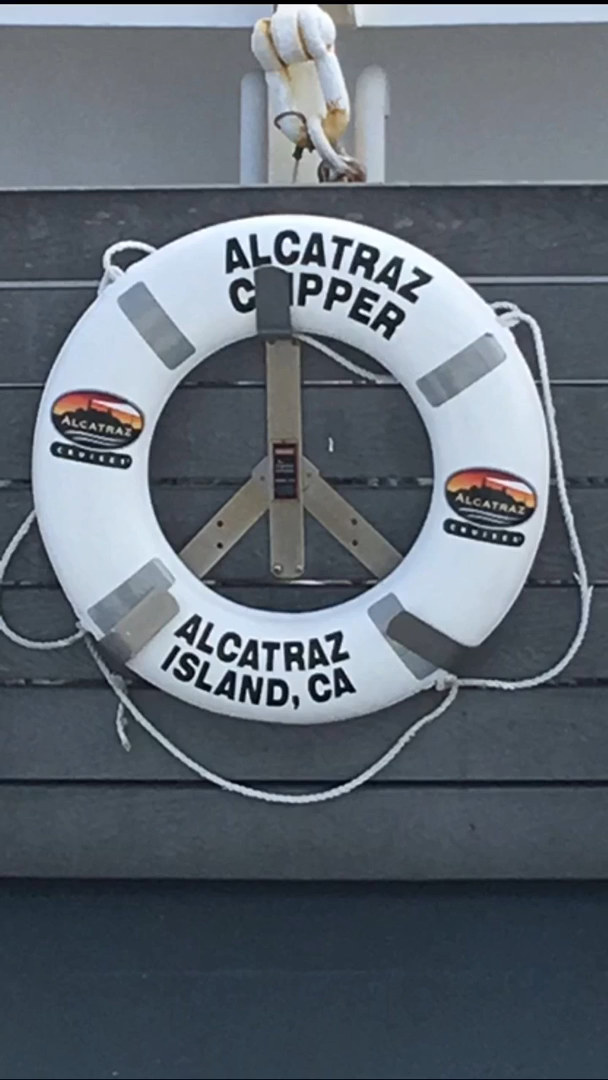 ALCATRAZ
CLIPPER
ALCATRAZ
CRUISES
ALCATRAZ
CRUISES
ALCATRAZ
ISLAND, CA